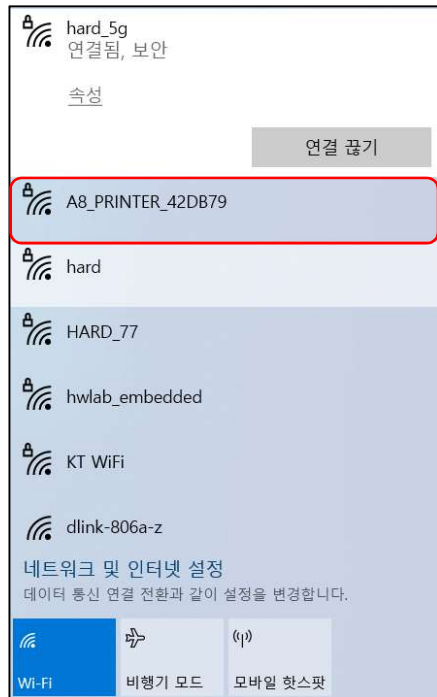 hard_5g
연결됨, 보안
속성
연결 끊기
A8_PRINTER_42DB79
hard
HARD_77
hwlab_embedded
KT WiFi
dlink-806a-z
네트워크 및 인터넷 설정
데이터 통신 연결 전환과 같이 설정을 변경합니다.
Wi-Fi 비행기 모드 모바일 핫스팟